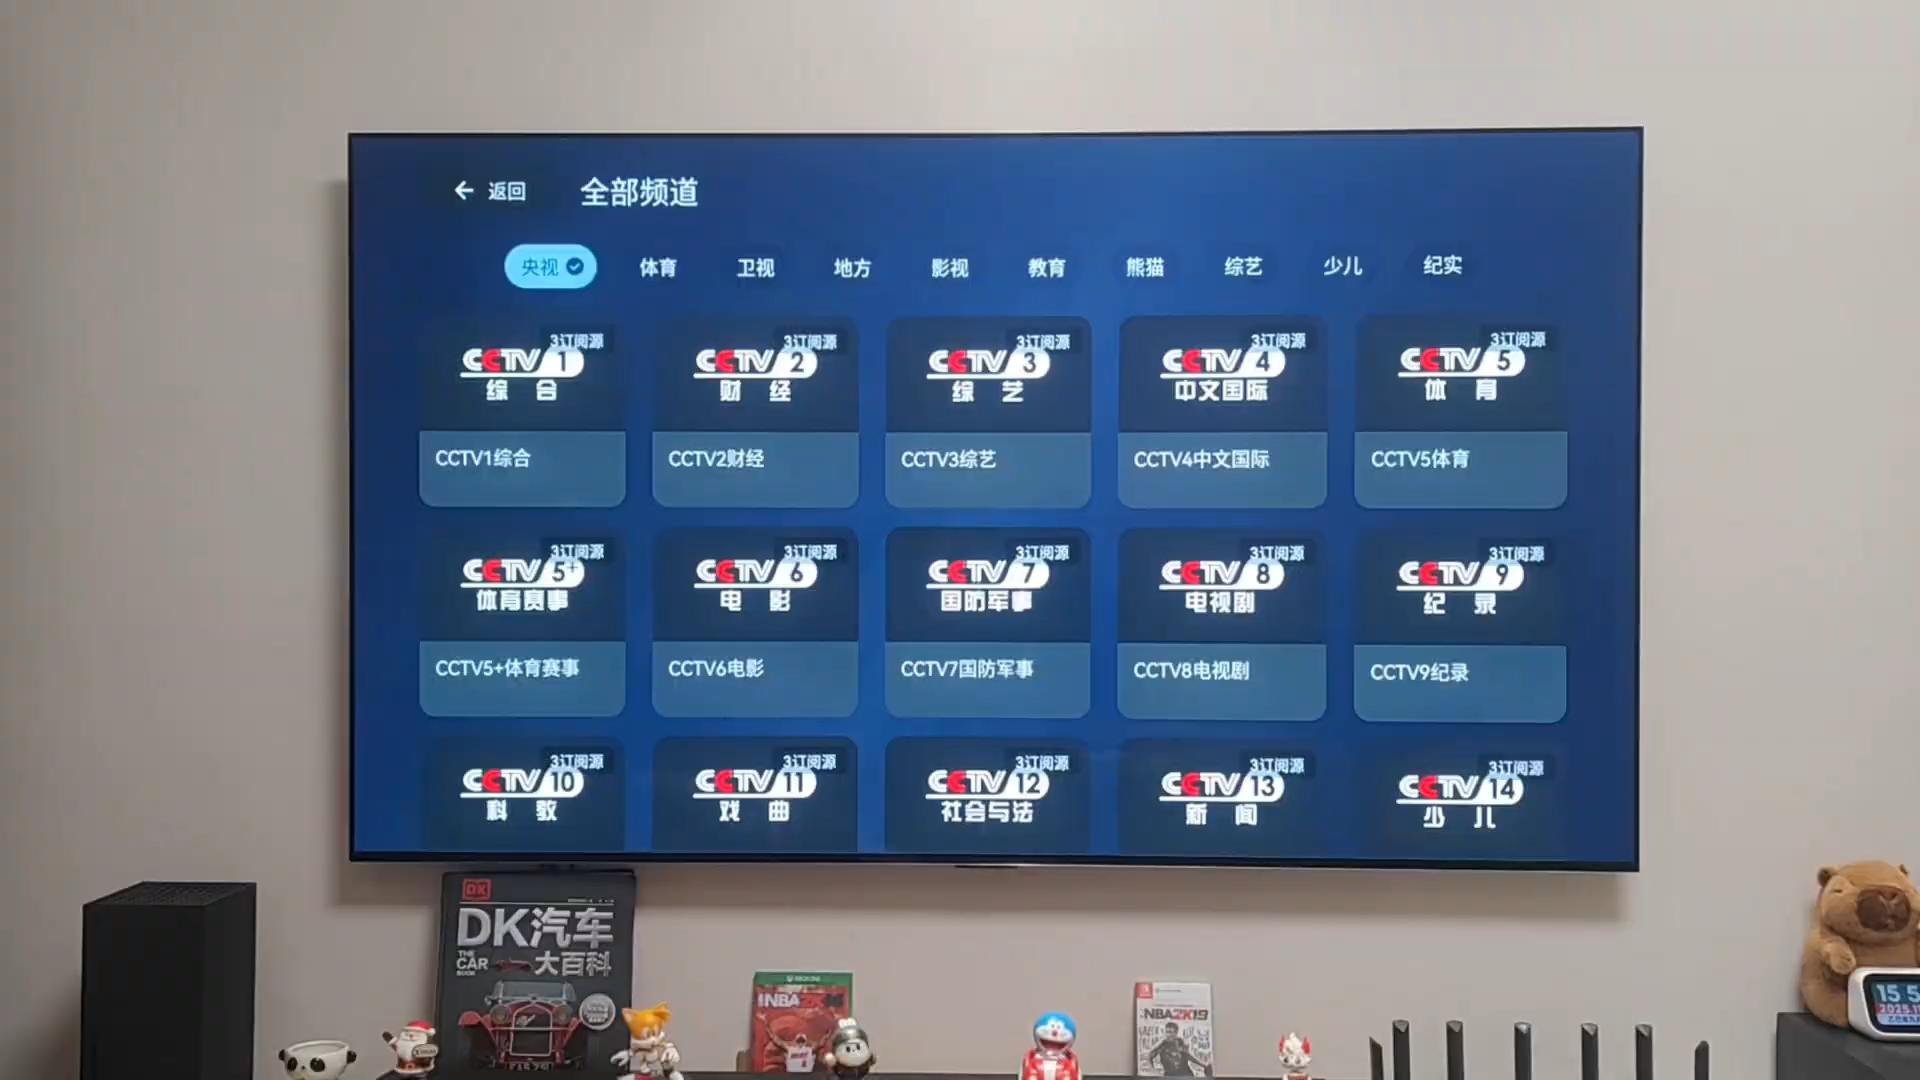 返回 全部频道
央视 体育 卫视 地方 影视 教育 熊猫 综艺 少儿 纪实
3订阅源 3订阅源 3订阅源 3订阅源 3订阅源
CCTV 1 CCTV 2 CCTV 3 CCTV 4 CCTV 5
综合 财经 综艺 中文国际 体育
CCTV1综合 CCTV2财经 CCTV3综艺 CCTV4中文国际 CCTV5体育
3订阅源 3订阅源 3订阅源 3订阅源 3订阅源
CCTV 5+ CCTV 6 CCTV 7 CCTV 8 CCTV 9
体育赛事 电影 国防军事 电视剧 纪录
CCTV5+体育赛事 CCTV6电影 CCTV7国防军事 CCTV8电视剧 CCTV9纪录
3订阅源 3订阅源 3订阅源 3订阅源 3订阅源
CCTV 10 CCTV 11 CCTV 12 CCTV 13 CCTV 14
科教 戏曲 社会与法 新闻 少儿
DK
DK汽车
THE CAR BOOK
大百科
NBA
NBA2K19
15 5
2025.1